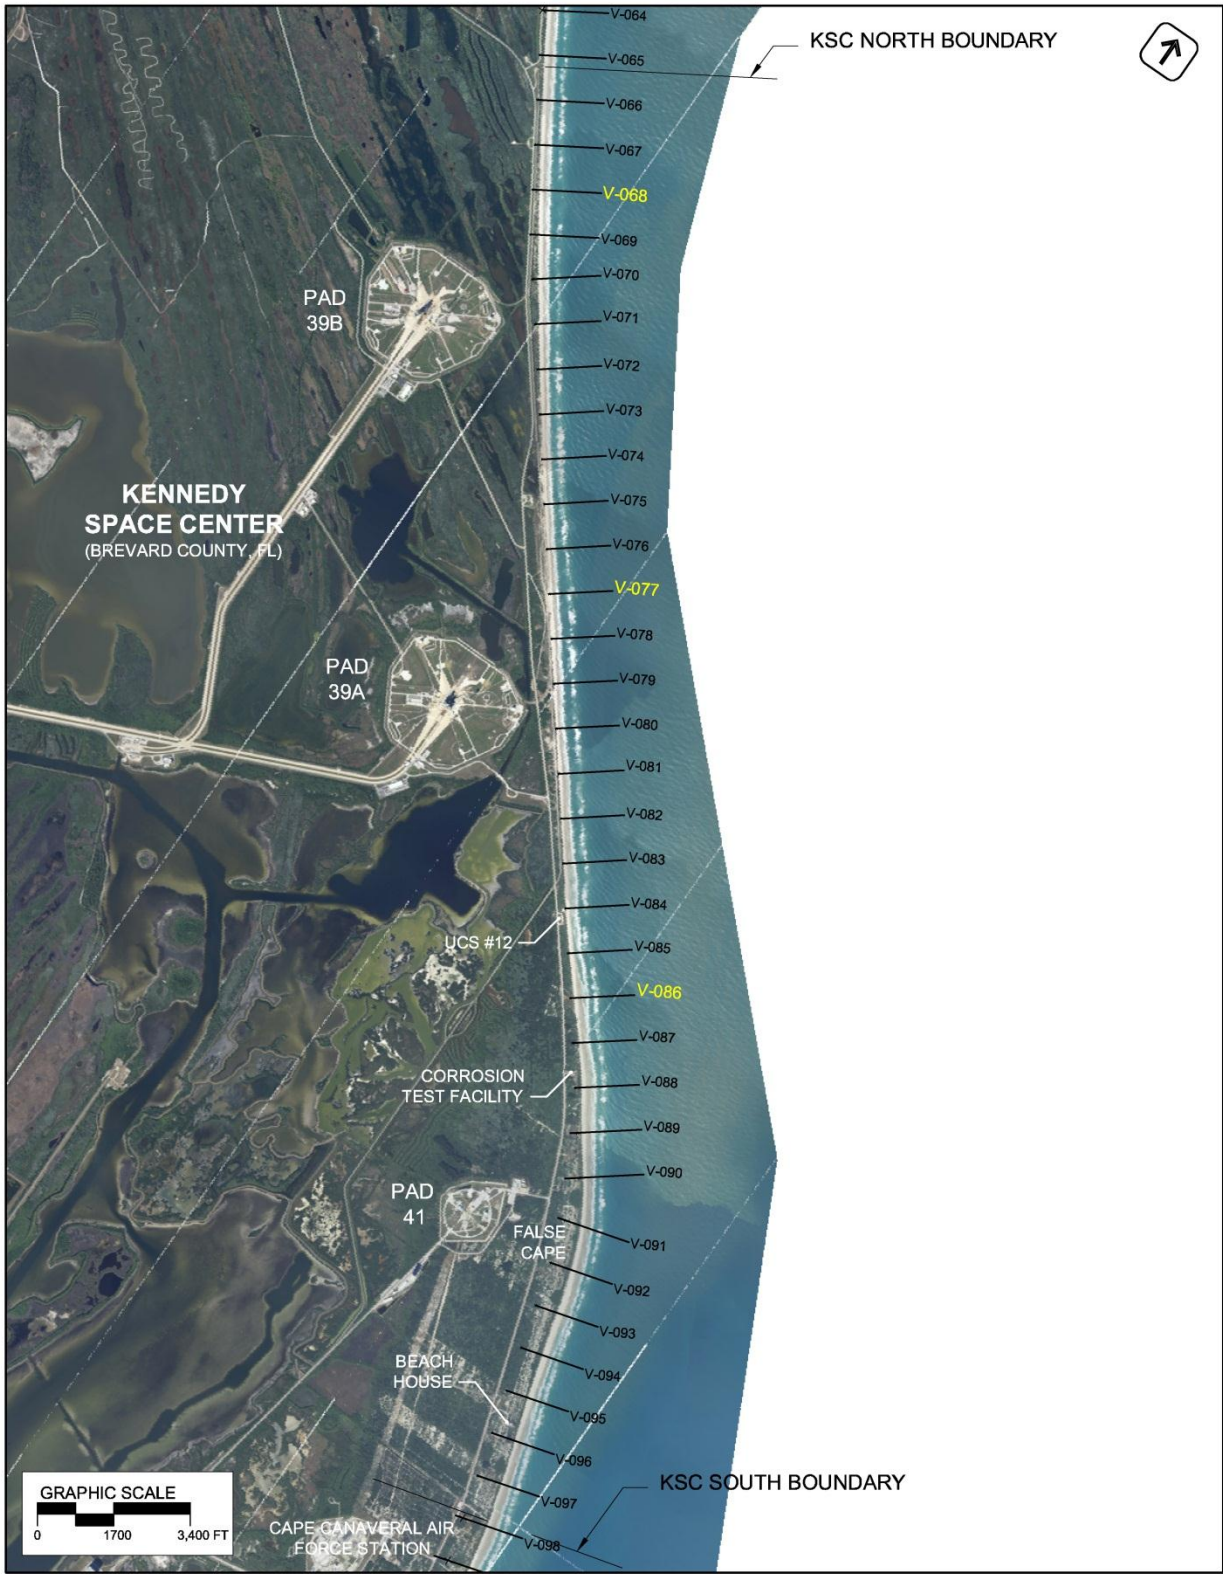 V-064
KSC NORTH BOUNDARY
V-065
V-066
V-067
V-068
V-069
V-070
PAD
39B
V-071
V-072
V-073
V-074
KENNEDY
SPACE CENTER
(BREVARD COUNTY, FL)
V-075
V-076
V-077
V-078
PAD
39A
V-079
V-080
V-081
V-082
V-083
V-084
UCS #12
V-085
V-086
V-087
CORROSION
TEST FACILITY
V-088
V-089
V-090
PAD
41
FALSE
CAPE
V-091
V-092
V-093
BEACH
HOUSE
V-094
V-095
V-096
KSC SOUTH BOUNDARY
V-097
GRAPHIC SCALE
0 1700 3,400 FT
CAPE CANAVERAL AIR
FORCE STATION
V-098